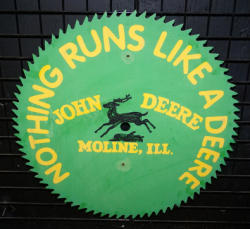 NOTHING RUNS LIKE A DEERE
JOHN DEERE
MOLINE, ILL.